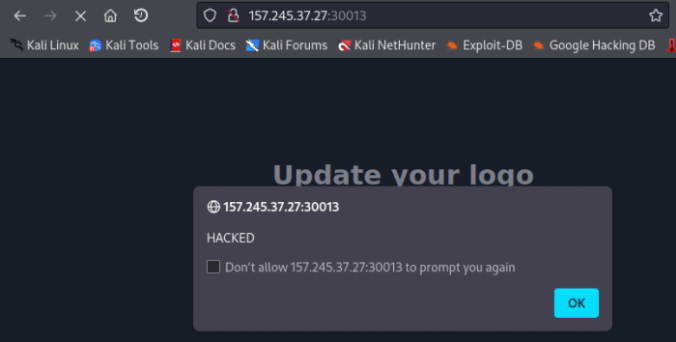 157.245.37.27:30013
Kali Linux Kali Tools Kali Docs Kali Forums Kali NetHunter Exploit-DB Google Hacking DB
Update your logo
157.245.37.27:30013
HACKED
Don't allow 157.245.37.27:30013 to prompt you again
OK